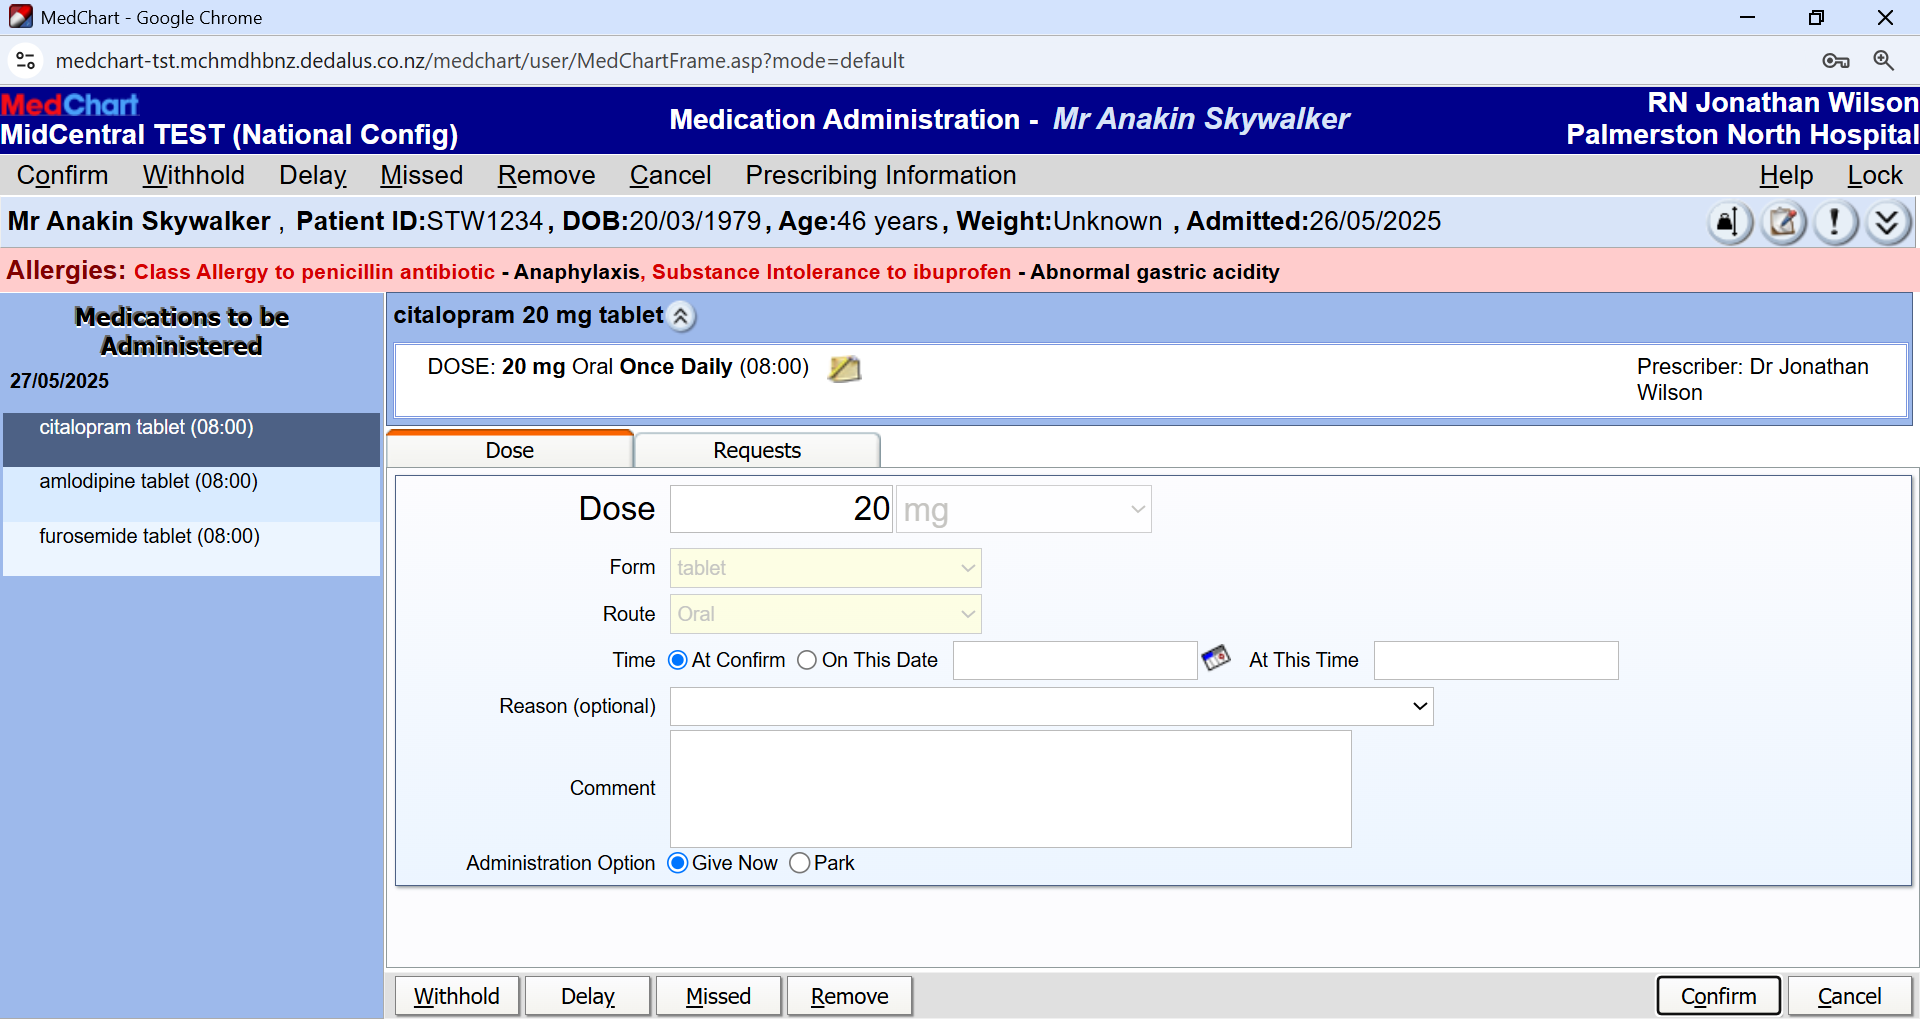 MedChart - Google Chrome
medchart-tst.mchmdhbnz.dedalus.co.nz/medchart/user/MedChartFrame.asp?mode=default
MedChart
MidCentral TEST (National Config)
Medication Administration - Mr Anakin Skywalker
RN Jonathan Wilson
Palmerston North Hospital
Confirm Withhold Delay Missed Remove Cancel Prescribing Information Help Lock
Mr Anakin Skywalker , Patient ID:STW1234, DOB:20/03/1979, Age:46 years, Weight:Unknown , Admitted:26/05/2025
Allergies: Class Allergy to penicillin antibiotic - Anaphylaxis, Substance Intolerance to ibuprofen - Abnormal gastric acidity
Medications to be
Administered
27/05/2025
citalopram tablet (08:00)
amlodipine tablet (08:00)
furosemide tablet (08:00)
citalopram 20 mg tablet
DOSE: 20 mg Oral Once Daily (08:00)
Prescriber: Dr Jonathan
Wilson
Dose Requests
Dose 20 mg
Form tablet
Route Oral
Time At Confirm On This Date At This Time
Reason (optional)
Comment
Administration Option Give Now Park
Withhold Delay Missed Remove Confirm Cancel